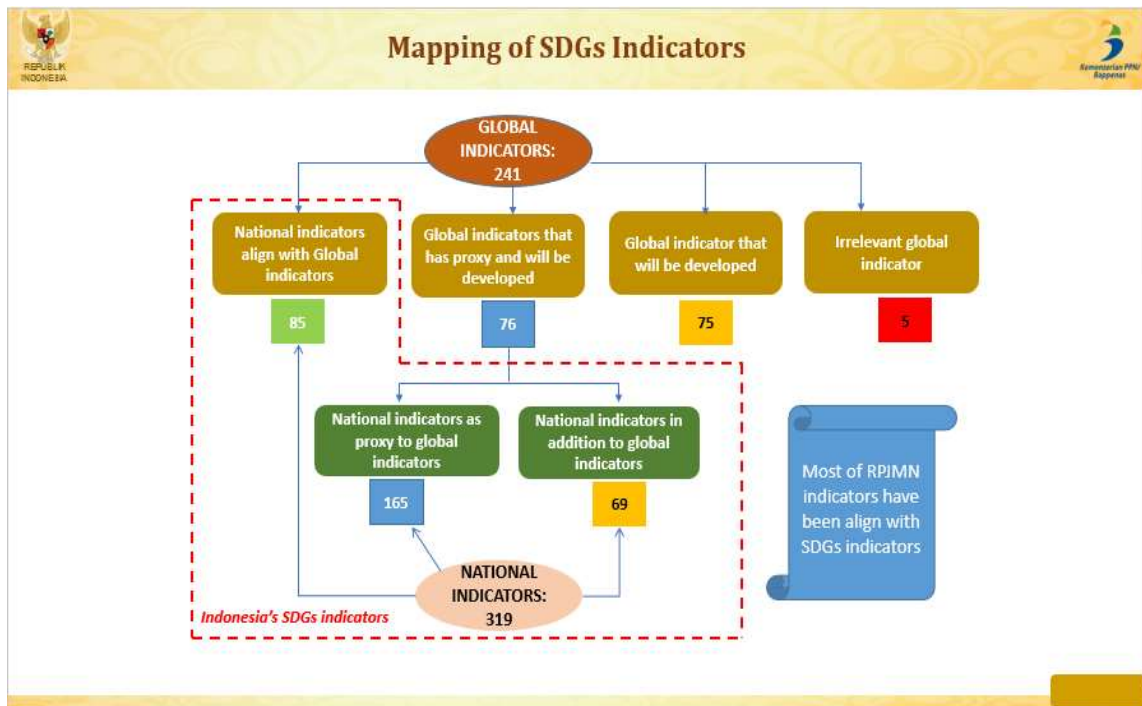 REPUBLIK
INDONESIA
Mapping of SDGs Indicators
Kementerian PPN/
Bappenas
GLOBAL
INDICATORS:
241
National indicators
align with Global
indicators
Global indicators that
has proxy and will be
developed
Global indicator that
will be developed
Irrelevant global
indicator
85
76
75
5
National indicators as
proxy to global
indicators
National indicators in
addition to global
indicators
165
69
Most of RPJMN
indicators have
been align with
SDGs indicators
NATIONAL
INDICATORS:
319
Indonesia's SDGs indicators